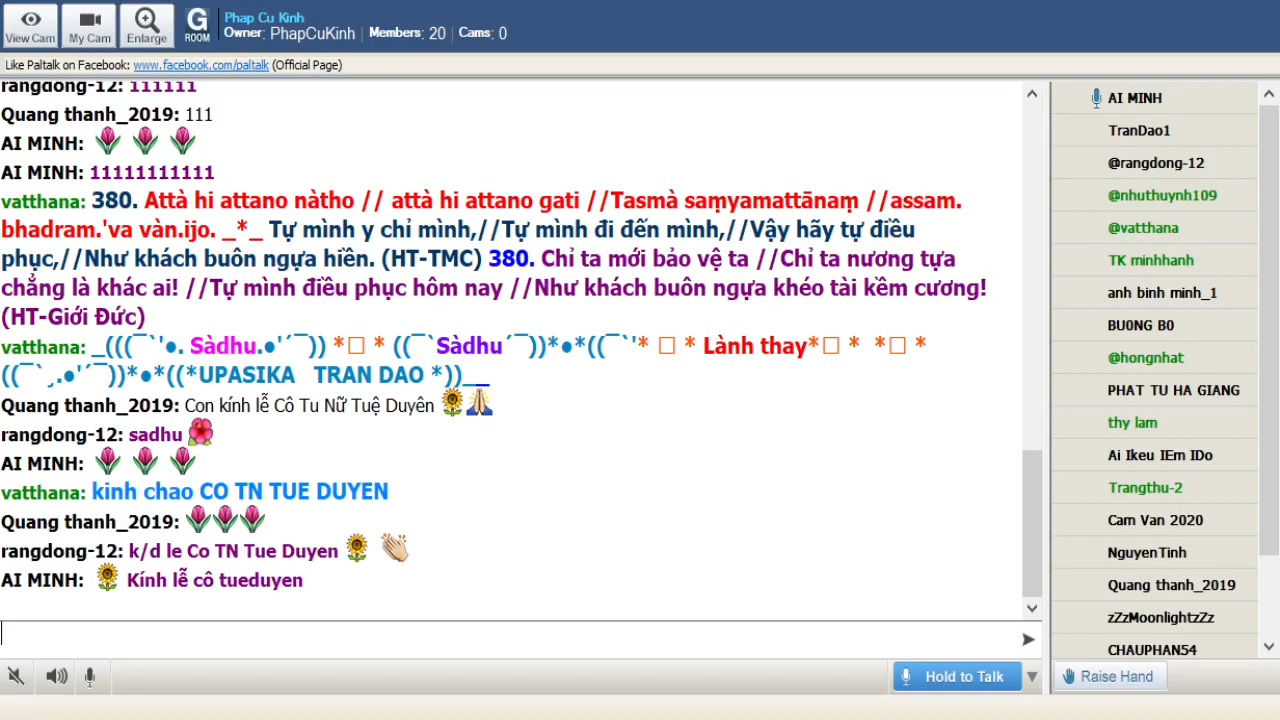 View Cam
My Cam
Enlarge
G
ROOM
Phap Cu Kinh
Owner: PhapCuKinh | Members: 20 | Cams: 0
Like Paltalk on Facebook: www.facebook.com/paltalk (Official Page)
rangdong-12: 111111
Quang thanh_2019: 111
AI MINH:
AI MINH: 11111111111
vatthana: 380. Attà hi attano nàtho // attà hi attano gati //Tasmà saṃyamattānaṃ //assam.
bhadram.'va vàn.ijo. _*_ Tự mình y chỉ mình,//Tự mình đi đến mình,//Vậy hãy tự điều
phục,//Như khách buôn ngựa hiền. (HT-TMC) 380. Chỉ ta mới bảo vệ ta //Chỉ ta nương tựa
chẳng là khác ai! //Tự mình điều phục hôm nay //Như khách buôn ngựa khéo tài kềm cương!
(HT-Giới Đức)
vatthana: _(((¯`'●. Sàdhu.●'´¯)) *□ * ((¯`Sàdhu´¯))*●*((¯`'* □ * Lành thay*□ * *□ *
((¯`¸.●'´¯))*●*((*UPASIKA TRAN DAO *))__
Quang thanh_2019: Con kính lễ Cô Tu Nữ Tuệ Duyên
rangdong-12: sadhu
AI MINH:
vatthana: kinh chao CO TN TUE DUYEN
Quang thanh_2019:
rangdong-12: k/d le Co TN Tue Duyen
AI MINH: Kính lễ cô tueduyen
Hold to Talk
AI MINH
TranDao1
@rangdong-12
@nhuthuynh109
@vatthana
TK minhhanh
anh binh minh_1
BU0NG B0
@hongnhat
PHAT TU HA GIANG
thy lam
Ai Ikeu IEm IDo
Trangthu-2
Cam Van 2020
NguyenTinh
Quang thanh_2019
zZzMoonlightzZz
CHAUPHAN54
Raise Hand